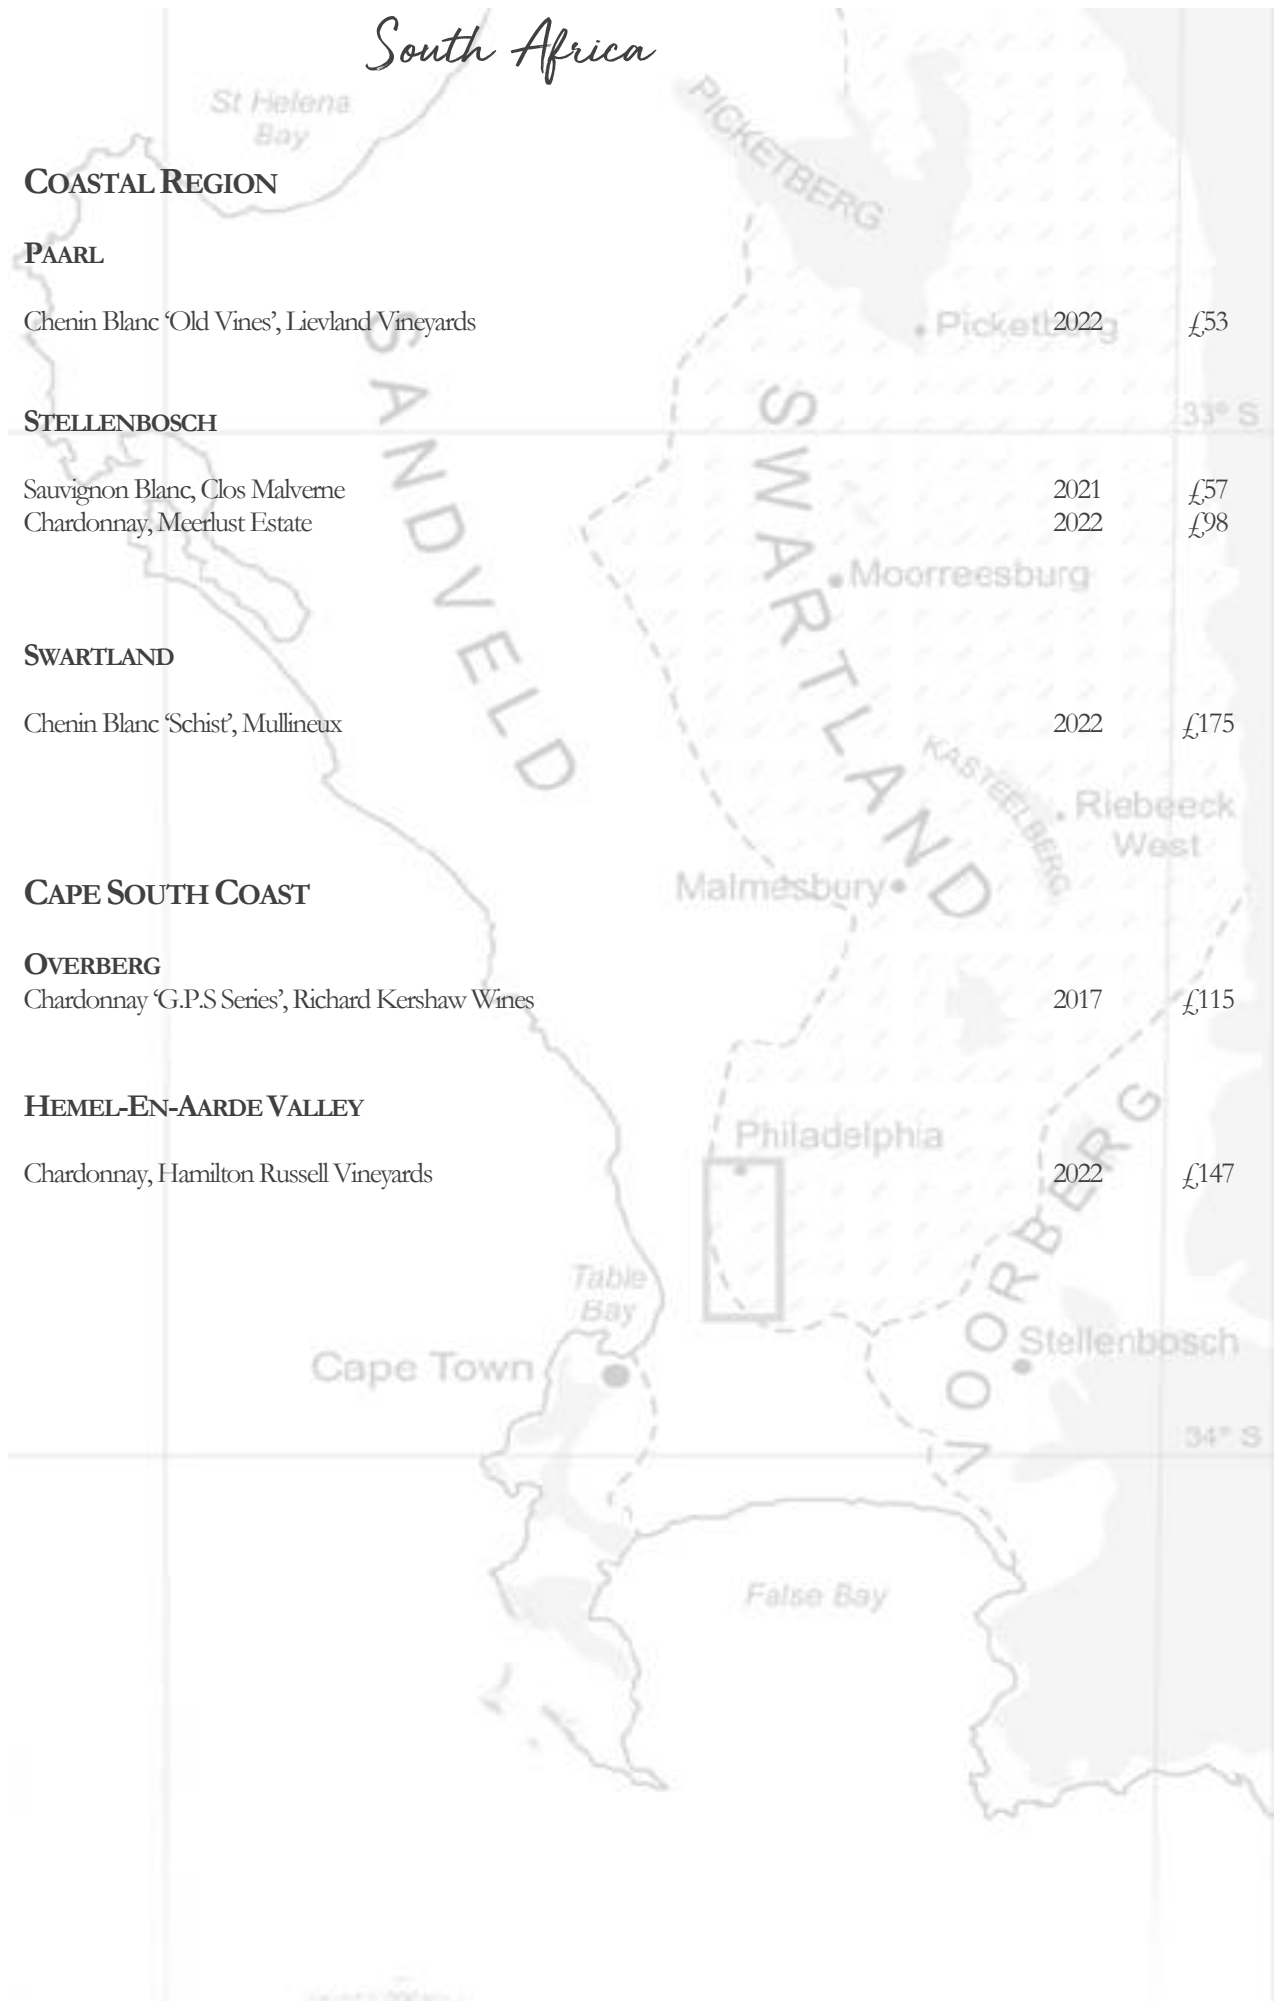 South Africa
St Helena
Bay
PICKETBERG
COASTAL REGION
PAARL
Chenin Blanc ‘Old Vines’, Lievland Vineyards 2022 £53
Picketberg
SANDVELD
SWARTLAND
33° S
STELLENBOSCH
Sauvignon Blanc, Clos Malverne 2021 £57
Chardonnay, Meerlust Estate 2022 £98
Moorreesburg
SWARTLAND
Chenin Blanc ‘Schist’, Mullineux 2022 £175
KASTEELBERG
Riebeeck
West
Malmesbury
CAPE SOUTH COAST
OVERBERG
Chardonnay ‘G.P.S Series’, Richard Kershaw Wines 2017 £115
HEMEL-EN-AARDE VALLEY
Philadelphia
Chardonnay, Hamilton Russell Vineyards 2022 £147
VOORBERG
Table
Bay
Stellenbosch
Cape Town
34° S
False Bay